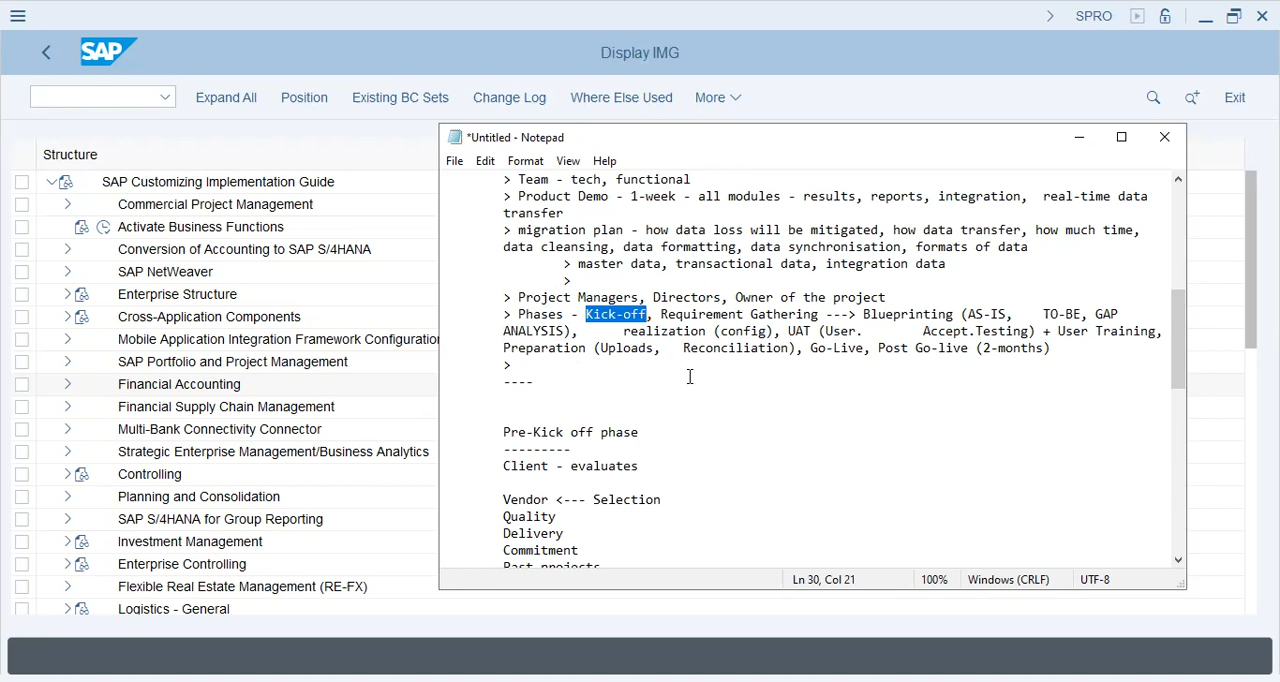 SPRO
SAP
Display IMG
Expand All
Position
Existing BC Sets
Change Log
Where Else Used
More
Exit
Structure
SAP Customizing Implementation Guide
Commercial Project Management
Activate Business Functions
Conversion of Accounting to SAP S/4HANA
SAP NetWeaver
Enterprise Structure
Cross-Application Components
Mobile Application Integration Framework Configuration
SAP Portfolio and Project Management
Financial Accounting
Financial Supply Chain Management
Multi-Bank Connectivity Connector
Strategic Enterprise Management/Business Analytics
Controlling
Planning and Consolidation
SAP S/4HANA for Group Reporting
Investment Management
Enterprise Controlling
Flexible Real Estate Management (RE-FX)
Logistics - General
*Untitled - Notepad
File Edit Format View Help
> Team - tech, functional
> Product Demo - 1-week - all modules - results, reports, integration, real-time data
transfer
> migration plan - how data loss will be mitigated, how data transfer, how much time,
data cleansing, data formatting, data synchronisation, formats of data
> master data, transactional data, integration data
>
> Project Managers, Directors, Owner of the project
> Phases - Kick-off, Requirement Gathering ---> Blueprinting (AS-IS, TO-BE, GAP
ANALYSIS), realization (config), UAT (User. Accept.Testing) + User Training,
Preparation (Uploads, Reconciliation), Go-Live, Post Go-live (2-months)
>
----
Pre-Kick off phase
---------
Client - evaluates
Vendor <--- Selection
Quality
Delivery
Commitment
Past projects
Ln 30, Col 21
100%
Windows (CRLF)
UTF-8